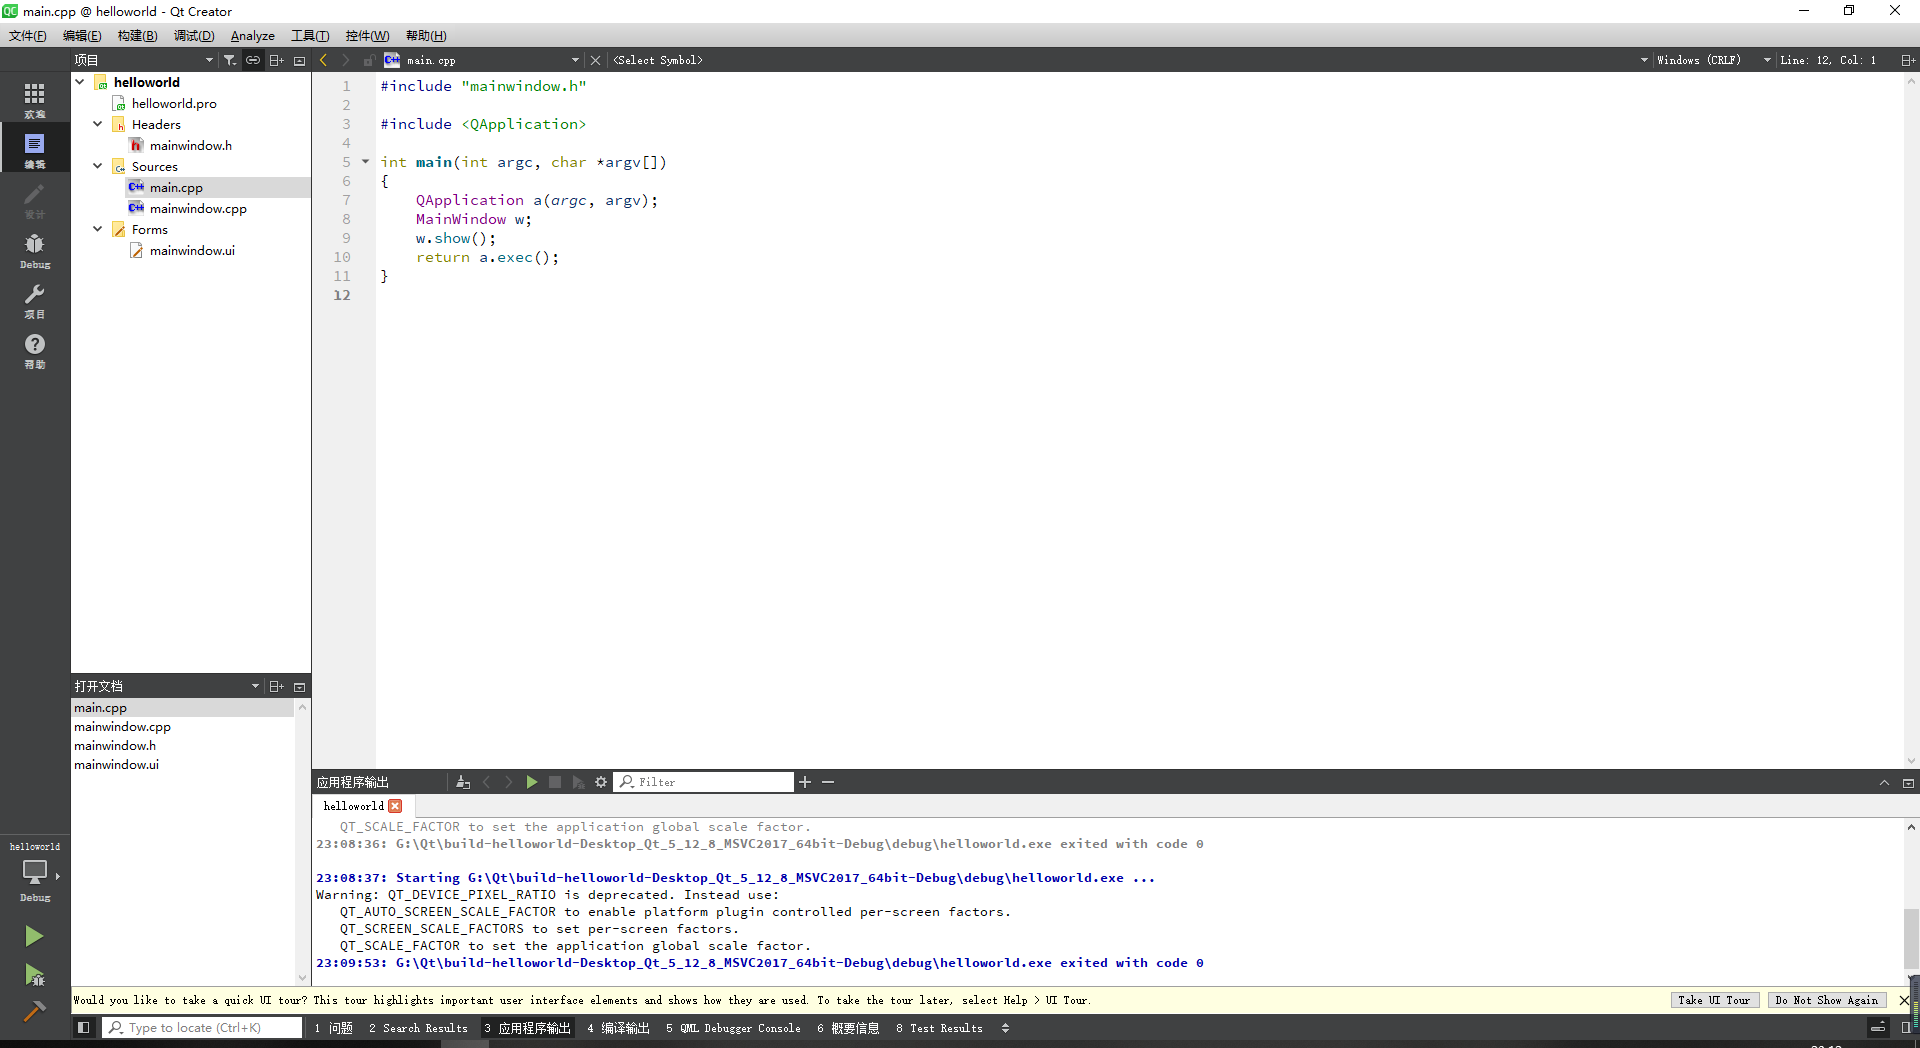 main.cpp @ helloworld - Qt Creator
文件(F) 编辑(E) 构建(B) 调试(D) Analyze 工具(T) 控件(W) 帮助(H)
项目
main.cpp
<Select Symbol>
Windows (CRLF)
Line: 12, Col: 1
欢迎
编辑
设计
Debug
项目
帮助
helloworld
helloworld.pro
Headers
mainwindow.h
Sources
main.cpp
mainwindow.cpp
Forms
mainwindow.ui
1 #include "mainwindow.h"
2
3 #include <QApplication>
4
5 int main(int argc, char *argv[])
6 {
7 QApplication a(argc, argv);
8 MainWindow w;
9 w.show();
10 return a.exec();
11 }
12
打开文档
main.cpp
mainwindow.cpp
mainwindow.h
mainwindow.ui
helloworld
Debug
应用程序输出
Filter
helloworld
QT_SCALE_FACTOR to set the application global scale factor.
23:08:36: G:\Qt\build-helloworld-Desktop_Qt_5_12_8_MSVC2017_64bit-Debug\debug\helloworld.exe exited with code 0
23:08:37: Starting G:\Qt\build-helloworld-Desktop_Qt_5_12_8_MSVC2017_64bit-Debug\debug\helloworld.exe ...
Warning: QT_DEVICE_PIXEL_RATIO is deprecated. Instead use:
QT_AUTO_SCREEN_SCALE_FACTOR to enable platform plugin controlled per-screen factors.
QT_SCREEN_SCALE_FACTORS to set per-screen factors.
QT_SCALE_FACTOR to set the application global scale factor.
23:09:53: G:\Qt\build-helloworld-Desktop_Qt_5_12_8_MSVC2017_64bit-Debug\debug\helloworld.exe exited with code 0
Would you like to take a quick UI tour? This tour highlights important user interface elements and shows how they are used. To take the tour later, select Help > UI Tour.
Take UI Tour
Do Not Show Again
Type to locate (Ctrl+K)
1 问题 2 Search Results 3 应用程序输出 4 编译输出 5 QML Debugger Console 6 概要信息 8 Test Results